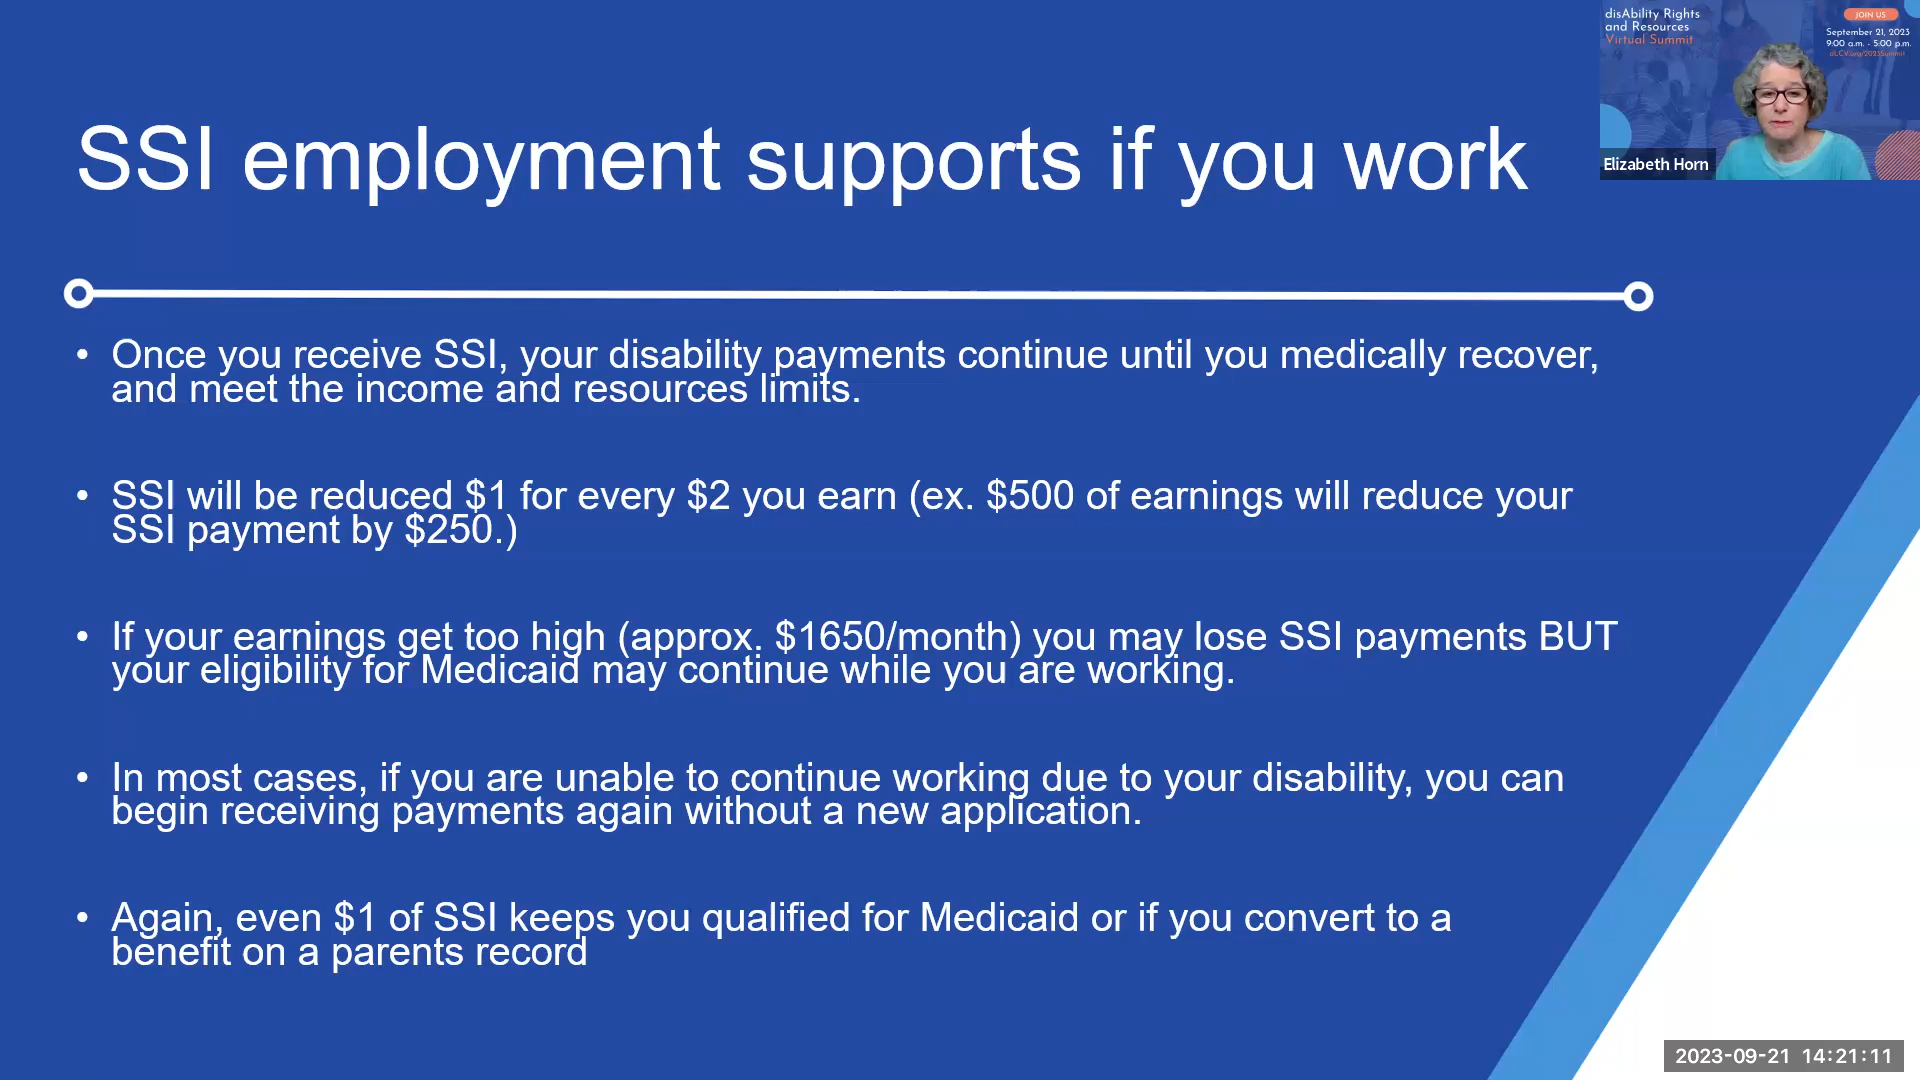 disAbility Rights
and Resources
Virtual Summit
JOIN US
September 21, 2023
9:00 a.m. - 5:00 p.m.
dLCV.org/2023Summit
Elizabeth Horn
SSI employment supports if you work
• Once you receive SSI, your disability payments continue until you medically recover,
and meet the income and resources limits.
• SSI will be reduced $1 for every $2 you earn (ex. $500 of earnings will reduce your
SSI payment by $250.)
• If your earnings get too high (approx. $1650/month) you may lose SSI payments BUT
your eligibility for Medicaid may continue while you are working.
• In most cases, if you are unable to continue working due to your disability, you can
begin receiving payments again without a new application.
• Again, even $1 of SSI keeps you qualified for Medicaid or if you convert to a
benefit on a parents record
2023-09-21 14:21:11